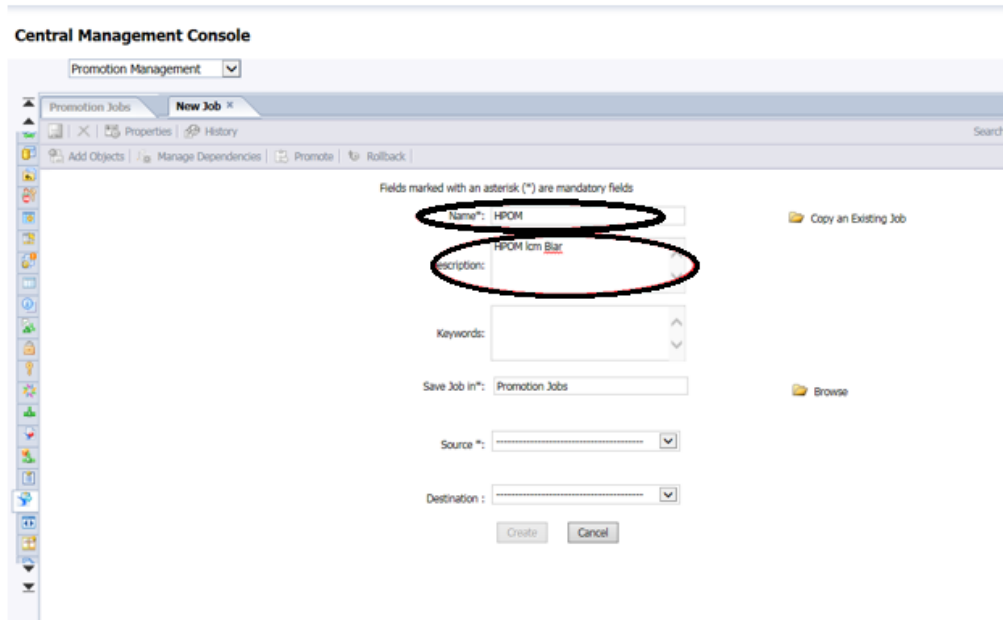 Central Management Console
Promotion Management
Promotion Jobs New Job ×
Properties History Search
Add Objects Manage Dependencies Promote Rollback
Fields marked with an asterisk (*) are mandatory fields
Name*: HPOM Copy an Existing Job
HPOM lcm Biar
escription:
Keywords:
Save Job in*: Promotion Jobs Browse
Source *:
Destination :
Create Cancel